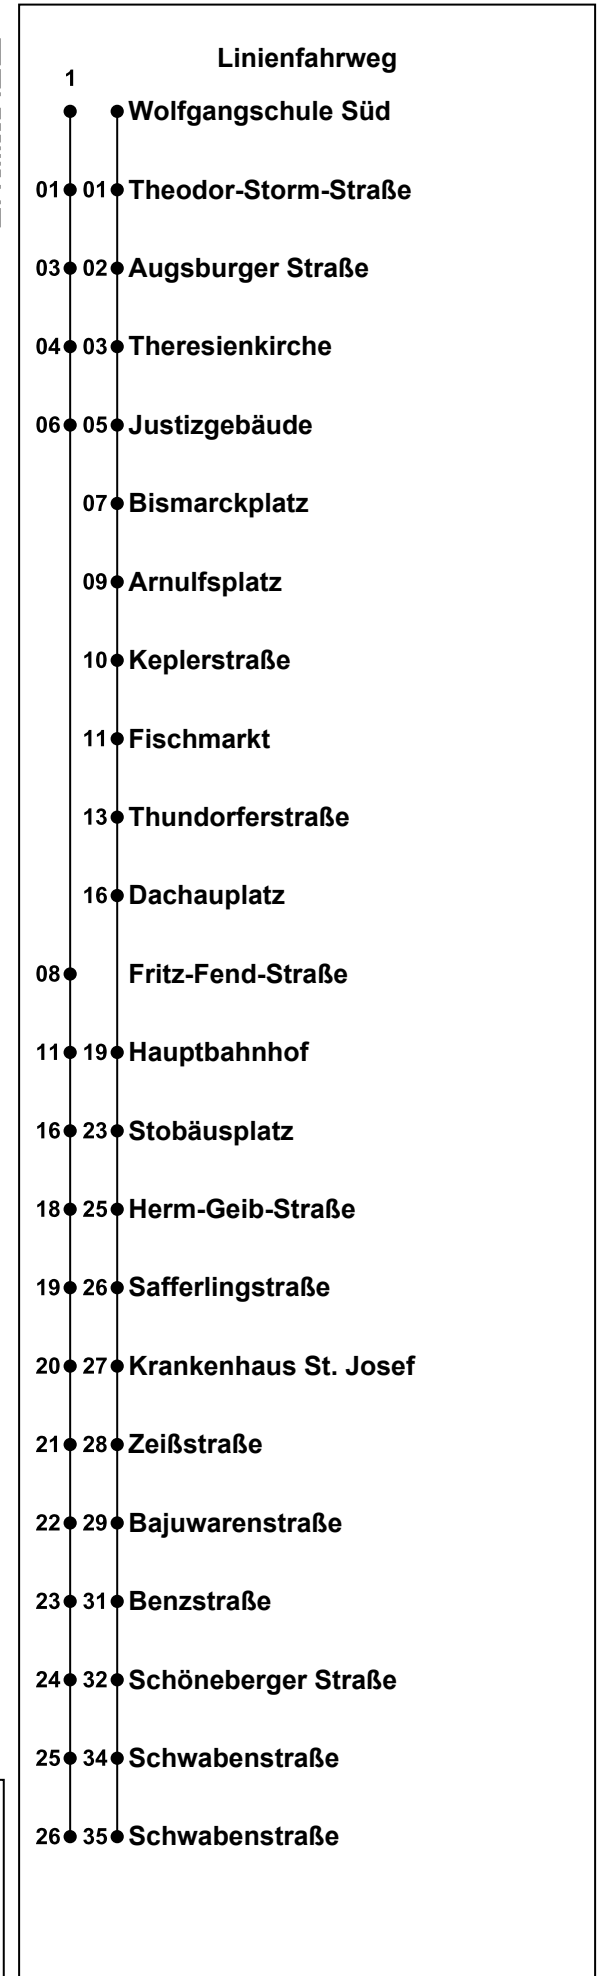 Linienfahrweg
1
Wolfgangschule Süd
01 01 Theodor-Storm-Straße
03 02 Augsburger Straße
04 03 Theresienkirche
06 05 Justizgebäude
07 Bismarckplatz
09 Arnulfsplatz
10 Keplerstraße
11 Fischmarkt
13 Thundorferstraße
16 Dachauplatz
08 Fritz-Fend-Straße
11 19 Hauptbahnhof
16 23 Stobäusplatz
18 25 Herm-Geib-Straße
19 26 Safferlingstraße
20 27 Krankenhaus St. Josef
21 28 Zeißstraße
22 29 Bajuwarenstraße
23 31 Benzstraße
24 32 Schöneberger Straße
25 34 Schwabenstraße
26 35 Schwabenstraße